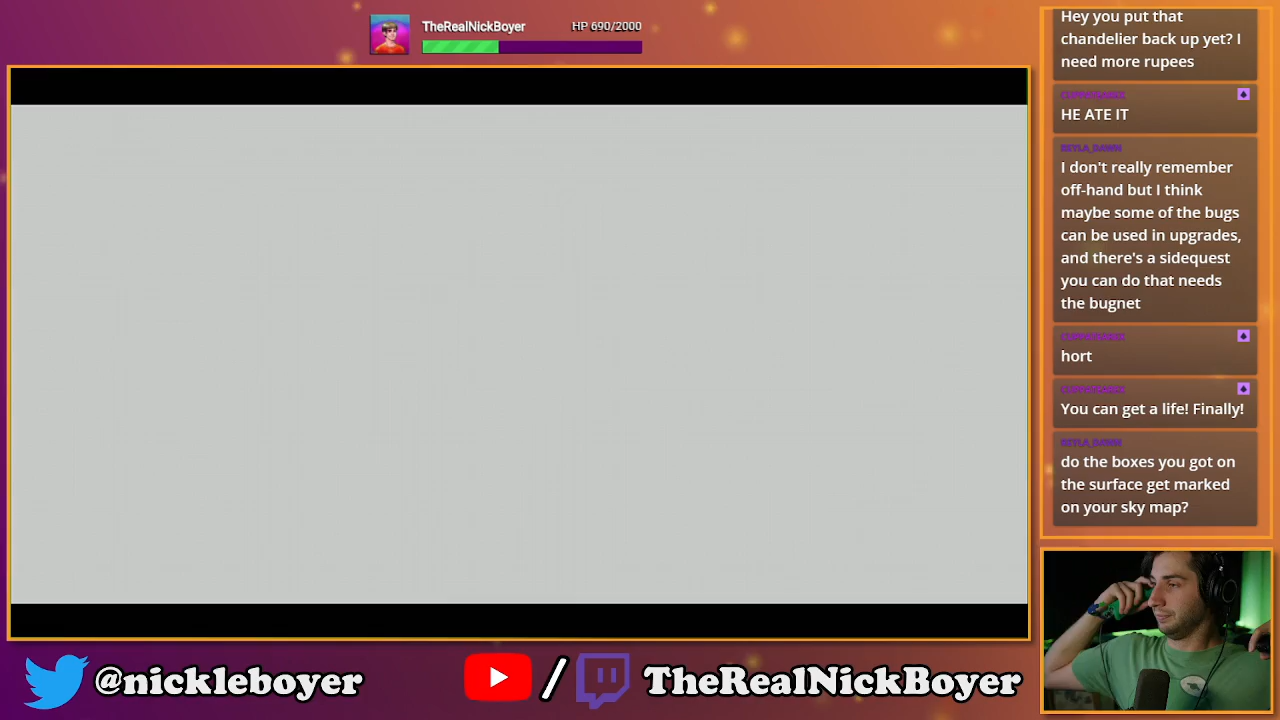 TheRealNickBoyer
HP 690/2000
Hey you put that
chandelier back up yet? I
need more rupees
HE ATE IT
KEYLA_DAWN
I don't really remember
off-hand but I think
maybe some of the bugs
can be used in upgrades,
and there's a sidequest
you can do that needs
the bugnet
hort
You can get a life! Finally!
KEYLA_DAWN
do the boxes you got on
the surface get marked
on your sky map?
@nickleboyer
/
TheRealNickBoyer